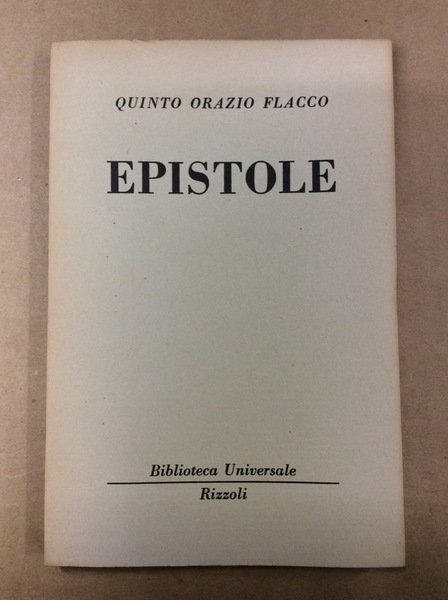 QUINTO ORAZIO FLACCO
EPISTOLE
Biblioteca Universale
Rizzoli